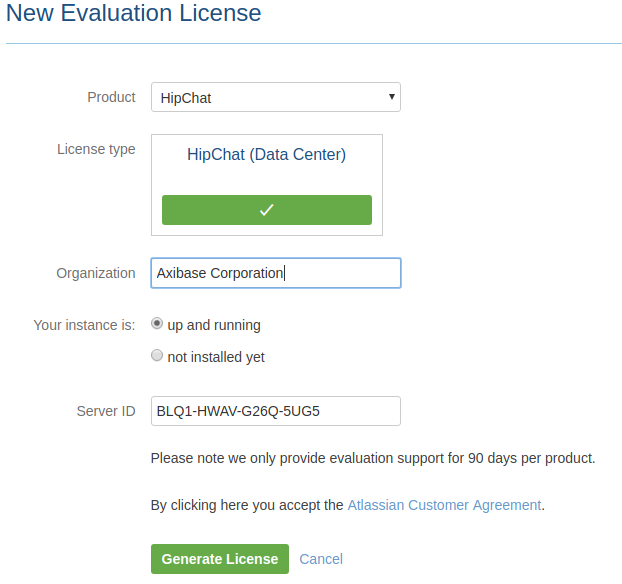 New Evaluation License
Product HipChat
License type HipChat (Data Center)
Organization Axibase Corporation
Your instance is: up and running
not installed yet
Server ID BLQ1-HWAV-G26Q-5UG5
Please note we only provide evaluation support for 90 days per product.
By clicking here you accept the Atlassian Customer Agreement.
Generate License Cancel